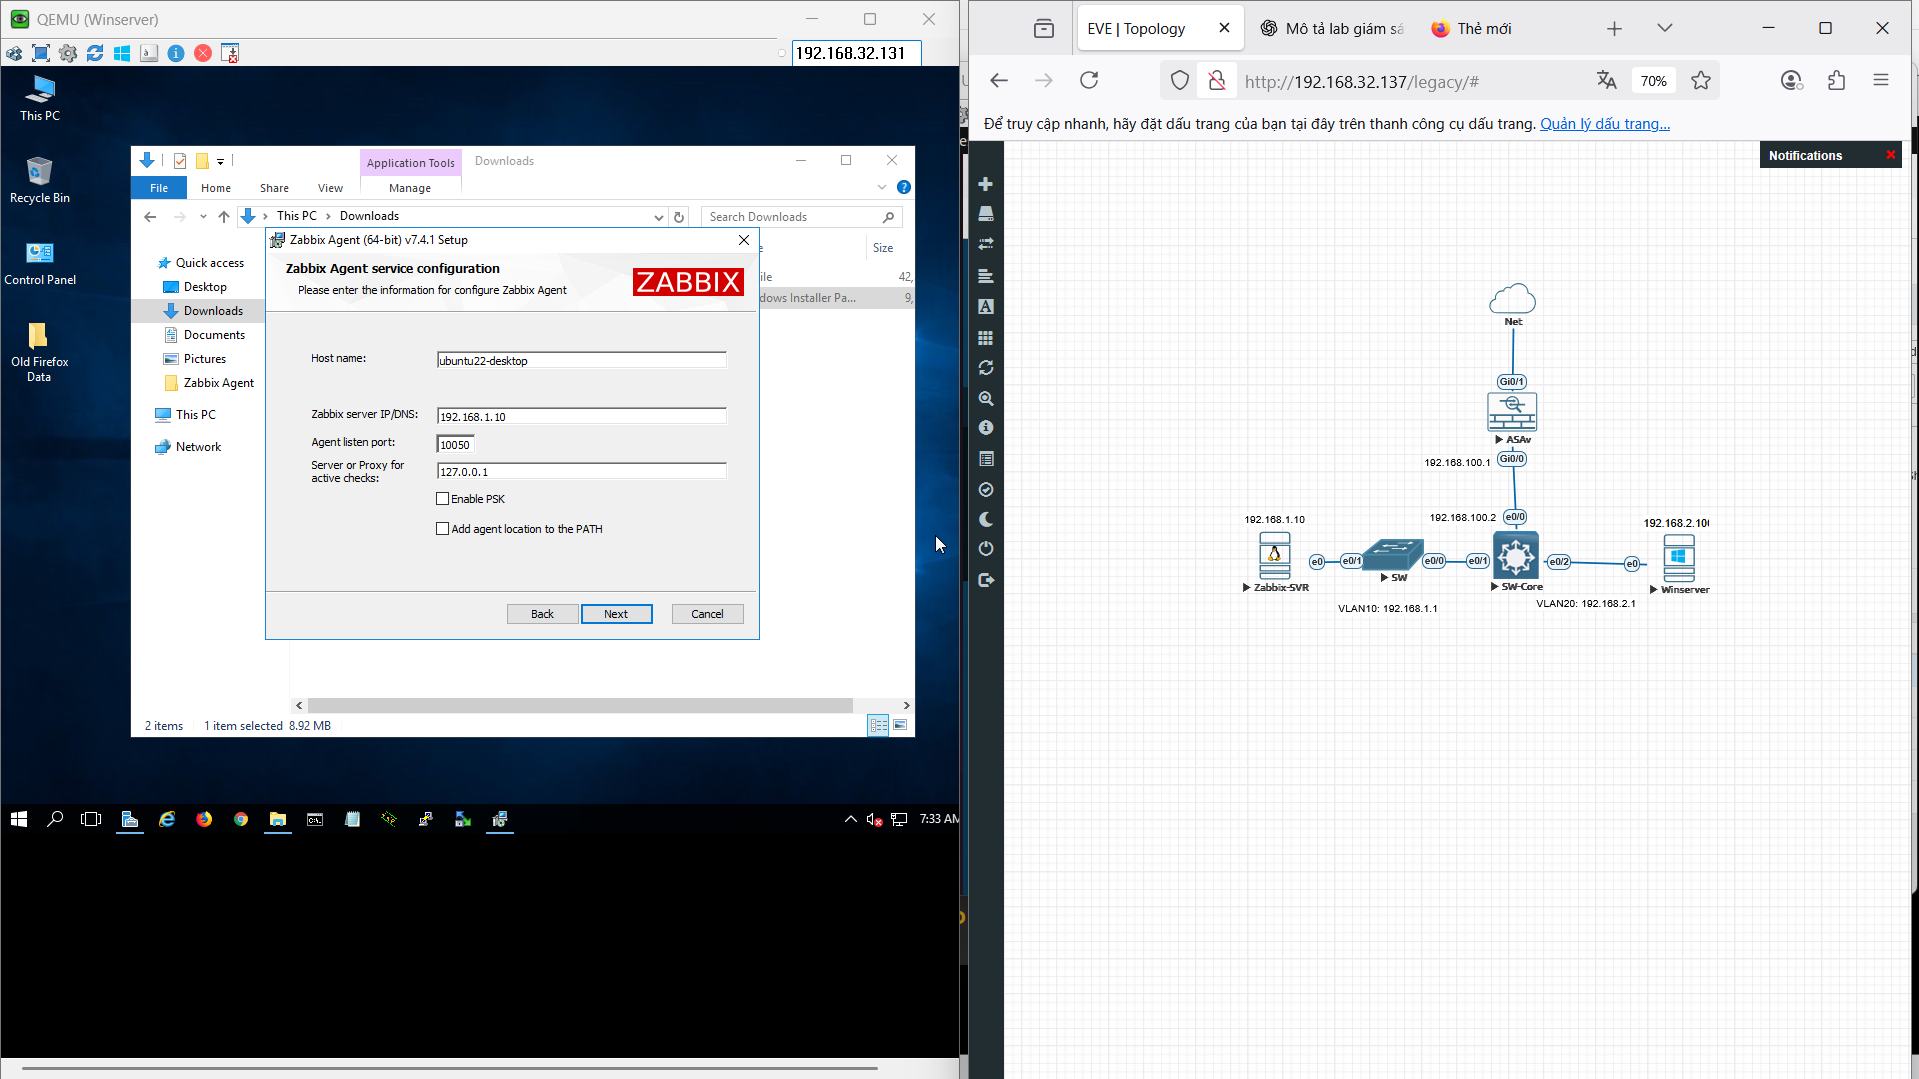 QEMU (Winserver)
192.168.32.131
This PC
Recycle Bin
Control Panel
Old Firefox
Data
Application Tools
Downloads
File
Home
Share
View
Manage
This PC
Downloads
Search Downloads
Quick access
Desktop
Downloads
Documents
Pictures
Zabbix Agent
This PC
Network
Size
ile
42,
dows Installer Pa...
9,
Zabbix Agent (64-bit) v7.4.1 Setup
Zabbix Agent service configuration
Please enter the information for configure Zabbix Agent
ZABBIX
Host name:
ubuntu22-desktop
Zabbix server IP/DNS:
192.168.1.10
Agent listen port:
10050
Server or Proxy for
active checks:
127.0.0.1
Enable PSK
Add agent location to the PATH
Back
Next
Cancel
2 items
1 item selected 8.92 MB
7:33 AM
EVE | Topology
Mô tả lab giám sá
Thẻ mới
http://192.168.32.137/legacy/#
70%
Để truy cập nhanh, hãy đặt dấu trang của bạn tại đây trên thanh công cụ dấu trang. Quản lý dấu trang...
Notifications
Net
Gi0/1
ASAv
192.168.100.1
Gi0/0
192.168.100.2
e0/0
192.168.1.10
192.168.2.10
e0
e0/1
e0/0
e0/1
e0/2
e0
Zabbix-SVR
SW
SW-Core
Winserver
VLAN10: 192.168.1.1
VLAN20: 192.168.2.1